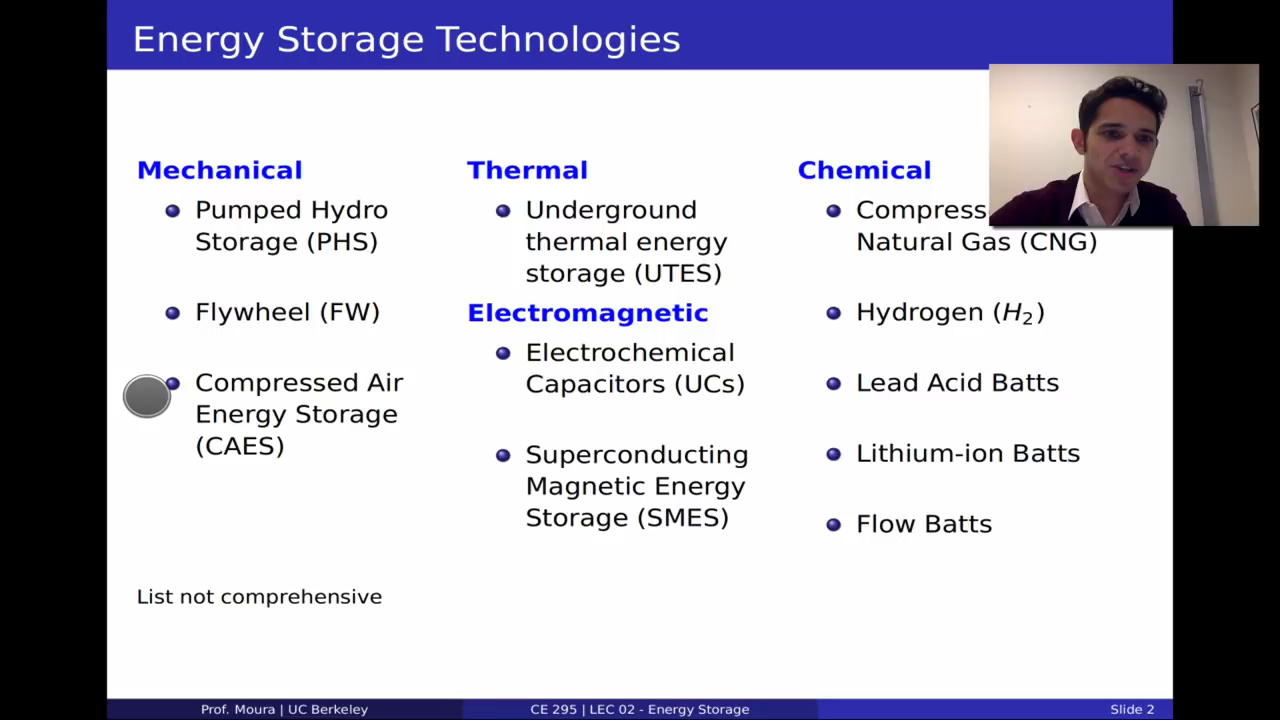 Energy Storage Technologies
Mechanical
Pumped Hydro
Storage (PHS)
Flywheel (FW)
Compressed Air
Energy Storage
(CAES)
Thermal
Underground
thermal energy
storage (UTES)
Electromagnetic
Electrochemical
Capacitors (UCs)
Superconducting
Magnetic Energy
Storage (SMES)
Chemical
Compress
Natural Gas (CNG)
Hydrogen (H₂)
Lead Acid Batts
Lithium-ion Batts
Flow Batts
List not comprehensive
Prof. Moura | UC Berkeley
CE 295 | LEC 02 - Energy Storage
Slide 2